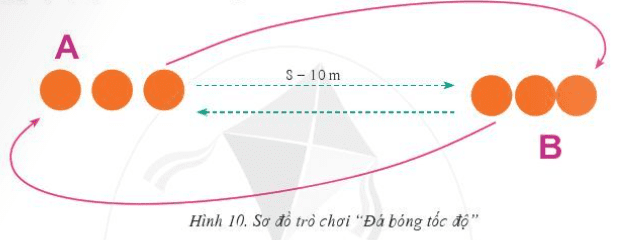 A
S – 10 m
B
Hình 10. Sơ đồ trò chơi “Đá bóng tốc độ”